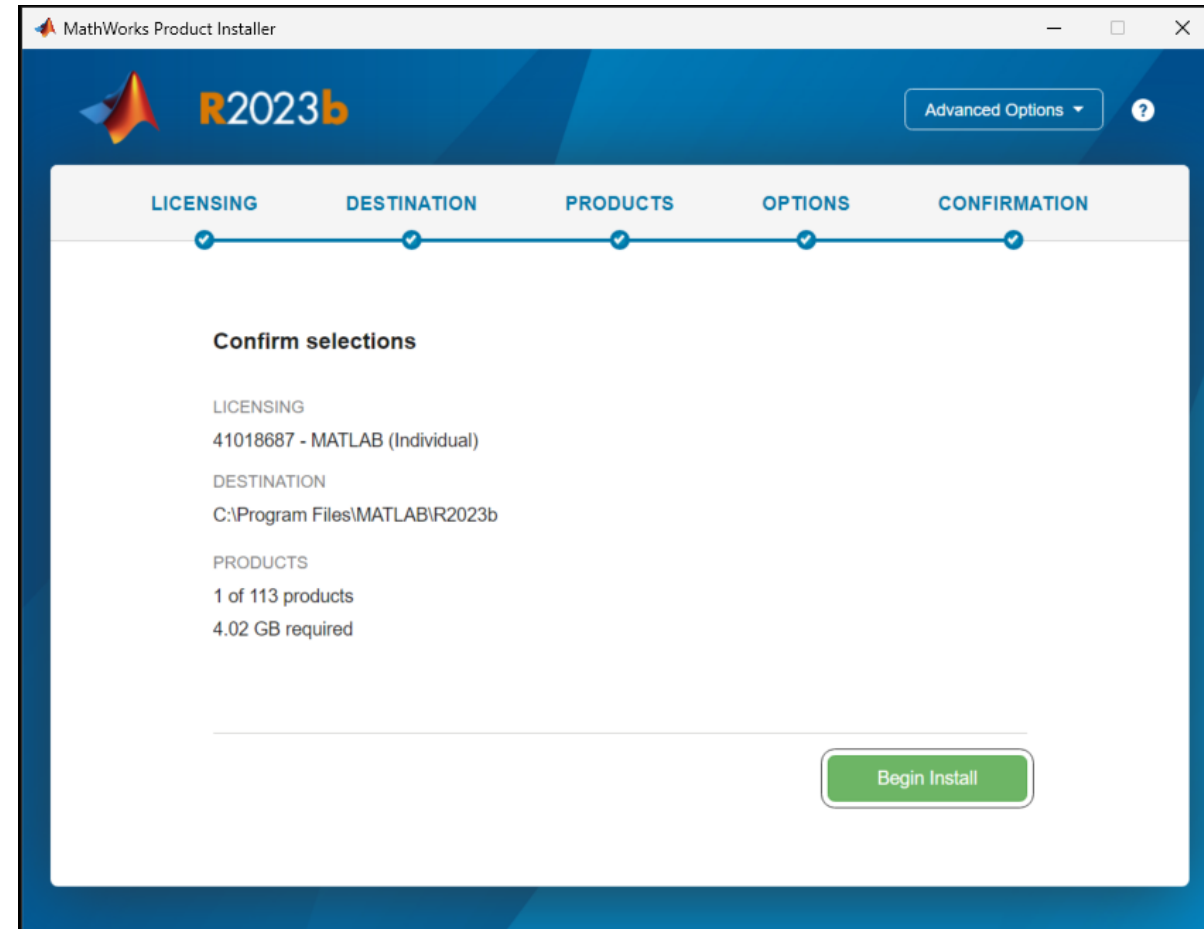 MathWorks Product Installer
R2023b
Advanced Options
?
LICENSING DESTINATION PRODUCTS OPTIONS CONFIRMATION
Confirm selections
LICENSING
41018687 - MATLAB (Individual)
DESTINATION
C:\Program Files\MATLAB\R2023b
PRODUCTS
1 of 113 products
4.02 GB required
Begin Install